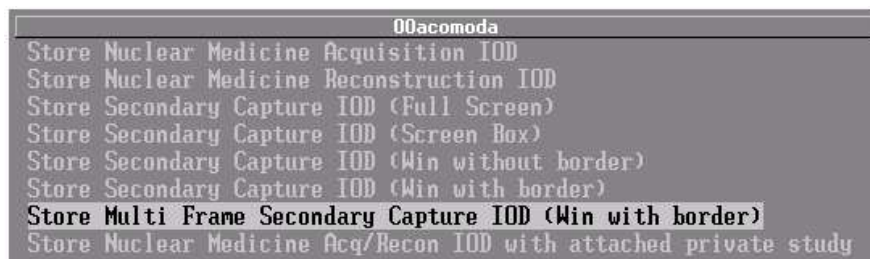 00acomoda
Store Nuclear Medicine Acquisition IOD
Store Nuclear Medicine Reconstruction IOD
Store Secondary Capture IOD (Full Screen)
Store Secondary Capture IOD (Screen Box)
Store Secondary Capture IOD (Win without border)
Store Secondary Capture IOD (Win with border)
Store Multi Frame Secondary Capture IOD (Win with border)
Store Nuclear Medicine Acq/Recon IOD with attached private study